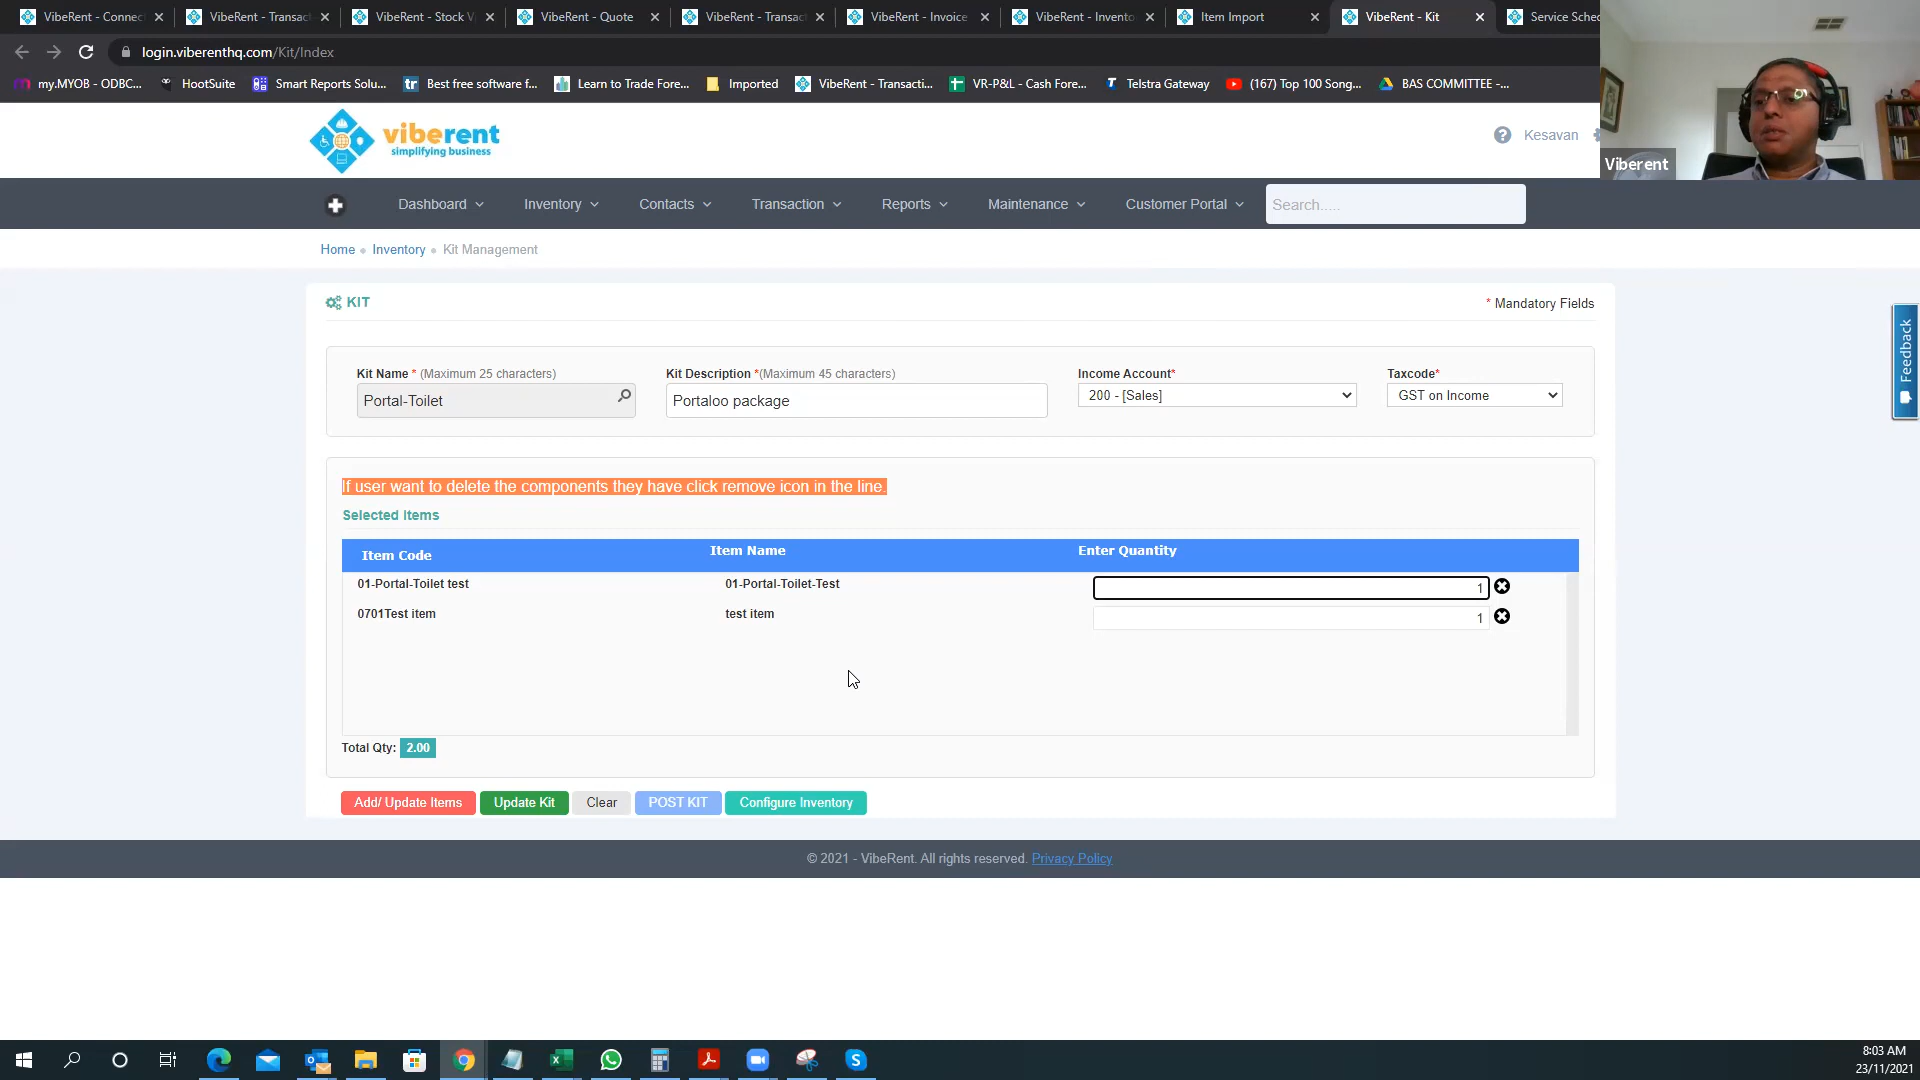 VibeRent - Connec
VibeRent - Transac
VibeRent - Stock V
VibeRent - Quote
VibeRent - Transac
VibeRent - Invoice
VibeRent - Invento
Item Import
VibeRent - Kit
Service Sched
login.viberenthq.com/Kit/Index
my.MYOB - ODBC...
HootSuite
Smart Reports Solu...
Best free software f...
Learn to Trade Fore...
Imported
VibeRent - Transacti...
VR-P&L - Cash Fore...
Telstra Gateway
(167) Top 100 Song...
BAS COMMITTEE -...
viberent
simplifying business
Kesavan
Viberent
Dashboard
Inventory
Contacts
Transaction
Reports
Maintenance
Customer Portal
Search.....
Home
Inventory
Kit Management
KIT
* Mandatory Fields
Kit Name * (Maximum 25 characters)
Kit Description *(Maximum 45 characters)
Income Account*
Taxcode*
Portal-Toilet
Portaloo package
200 - [Sales]
GST on Income
If user want to delete the components they have click remove icon in the line.
Selected Items
Item Code
Item Name
Enter Quantity
01-Portal-Toilet test
01-Portal-Toilet-Test
1
0701Test item
test item
1
Total Qty: 2.00
Add/ Update Items
Update Kit
Clear
POST KIT
Configure Inventory
© 2021 - VibeRent. All rights reserved. Privacy Policy
Feedback
8:03 AM
23/11/2021